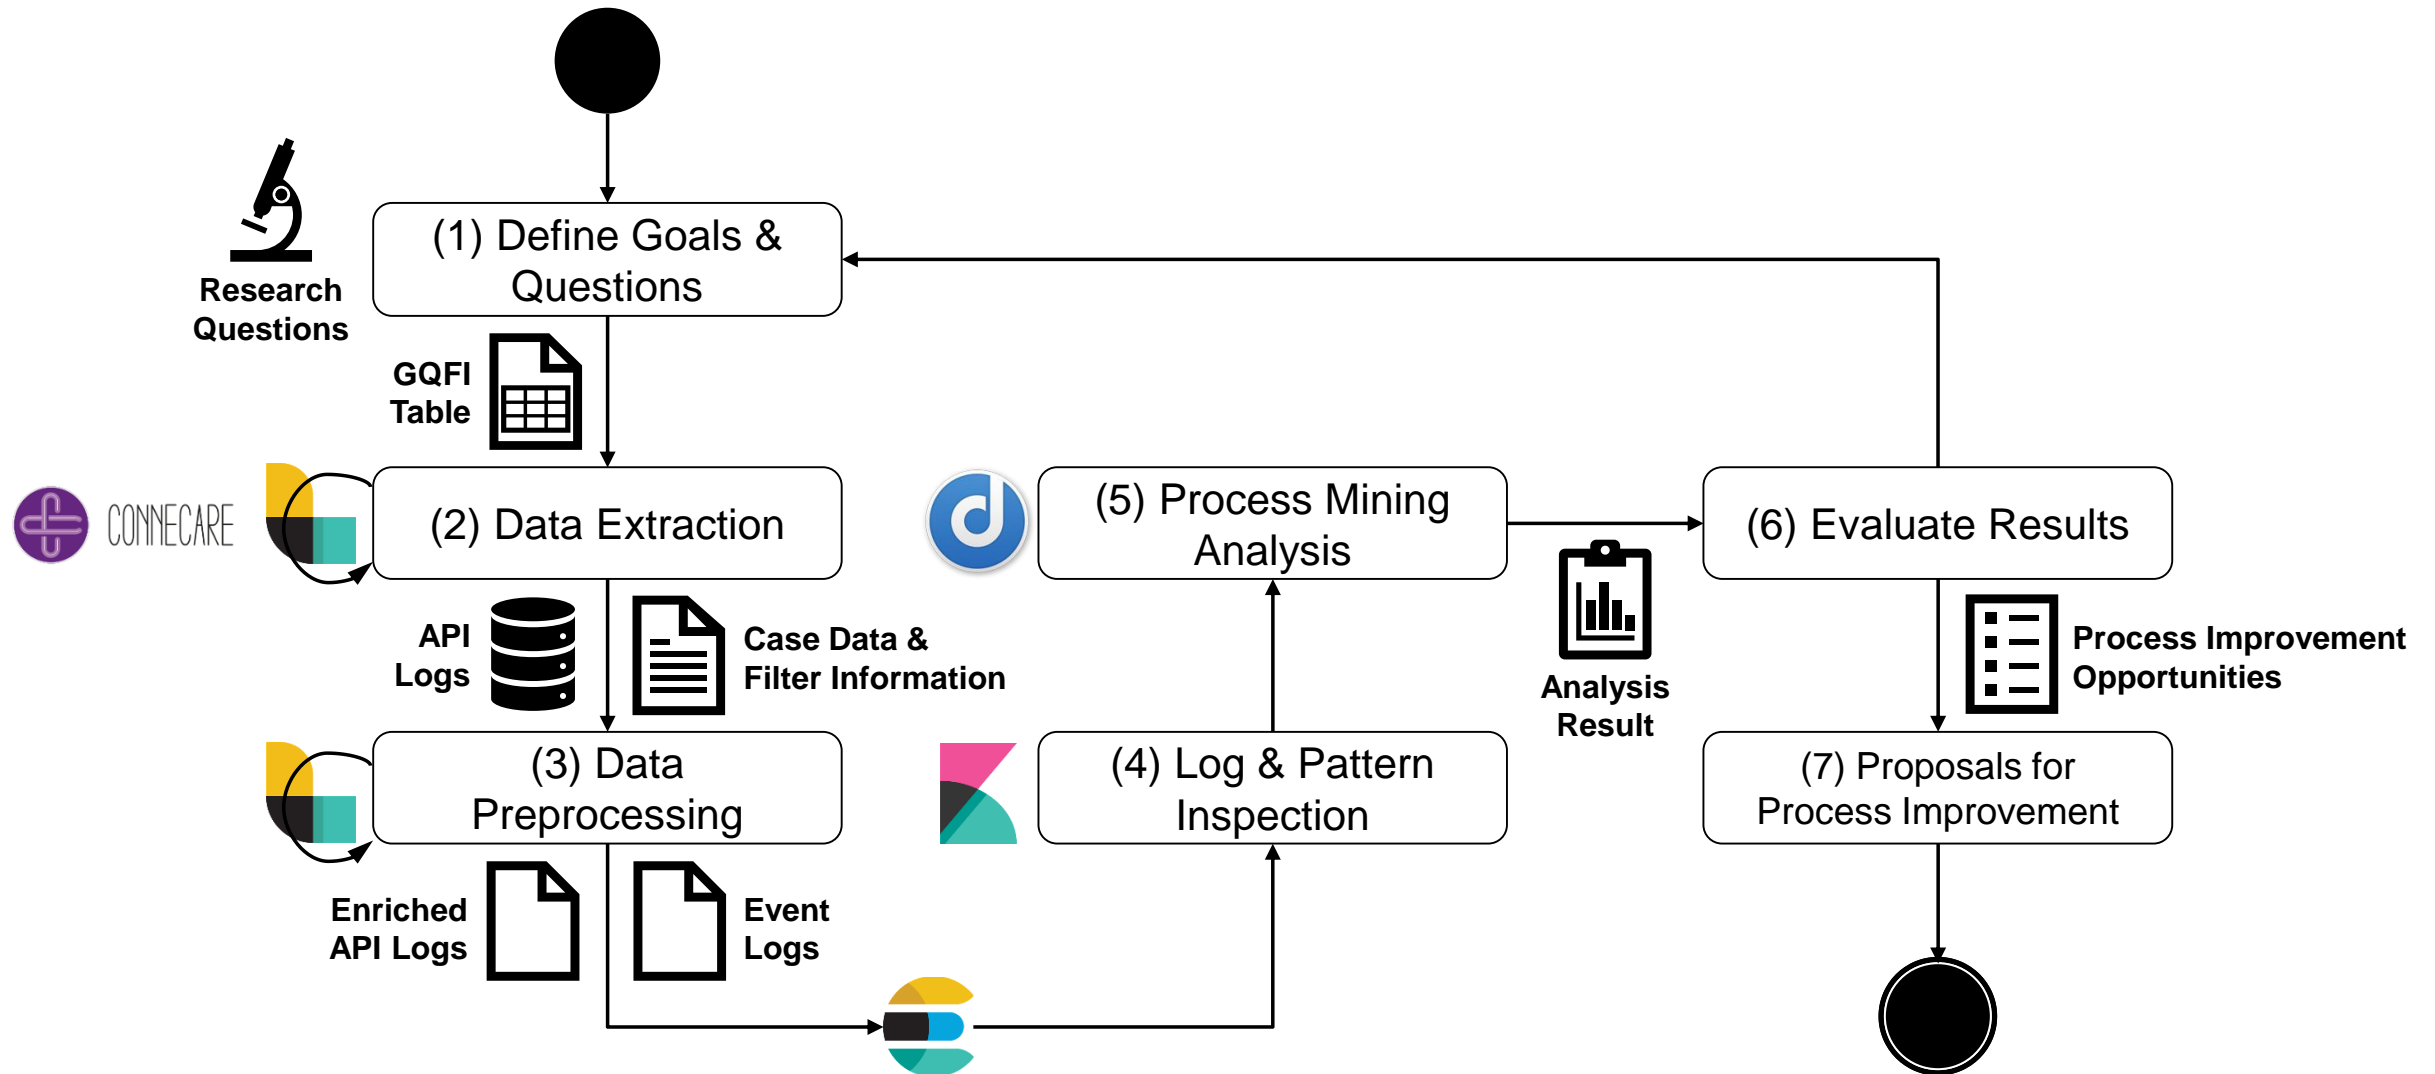 (1) Define Goals &
Questions
Research
Questions
GQFI
Table
CONNECARE
(2) Data Extraction
API
Logs
Case Data &
Filter Information
(3) Data
Preprocessing
Enriched
API Logs
Event
Logs
(4) Log & Pattern
Inspection
(5) Process Mining
Analysis
Analysis
Result
(6) Evaluate Results
Process Improvement
Opportunities
(7) Proposals for
Process Improvement